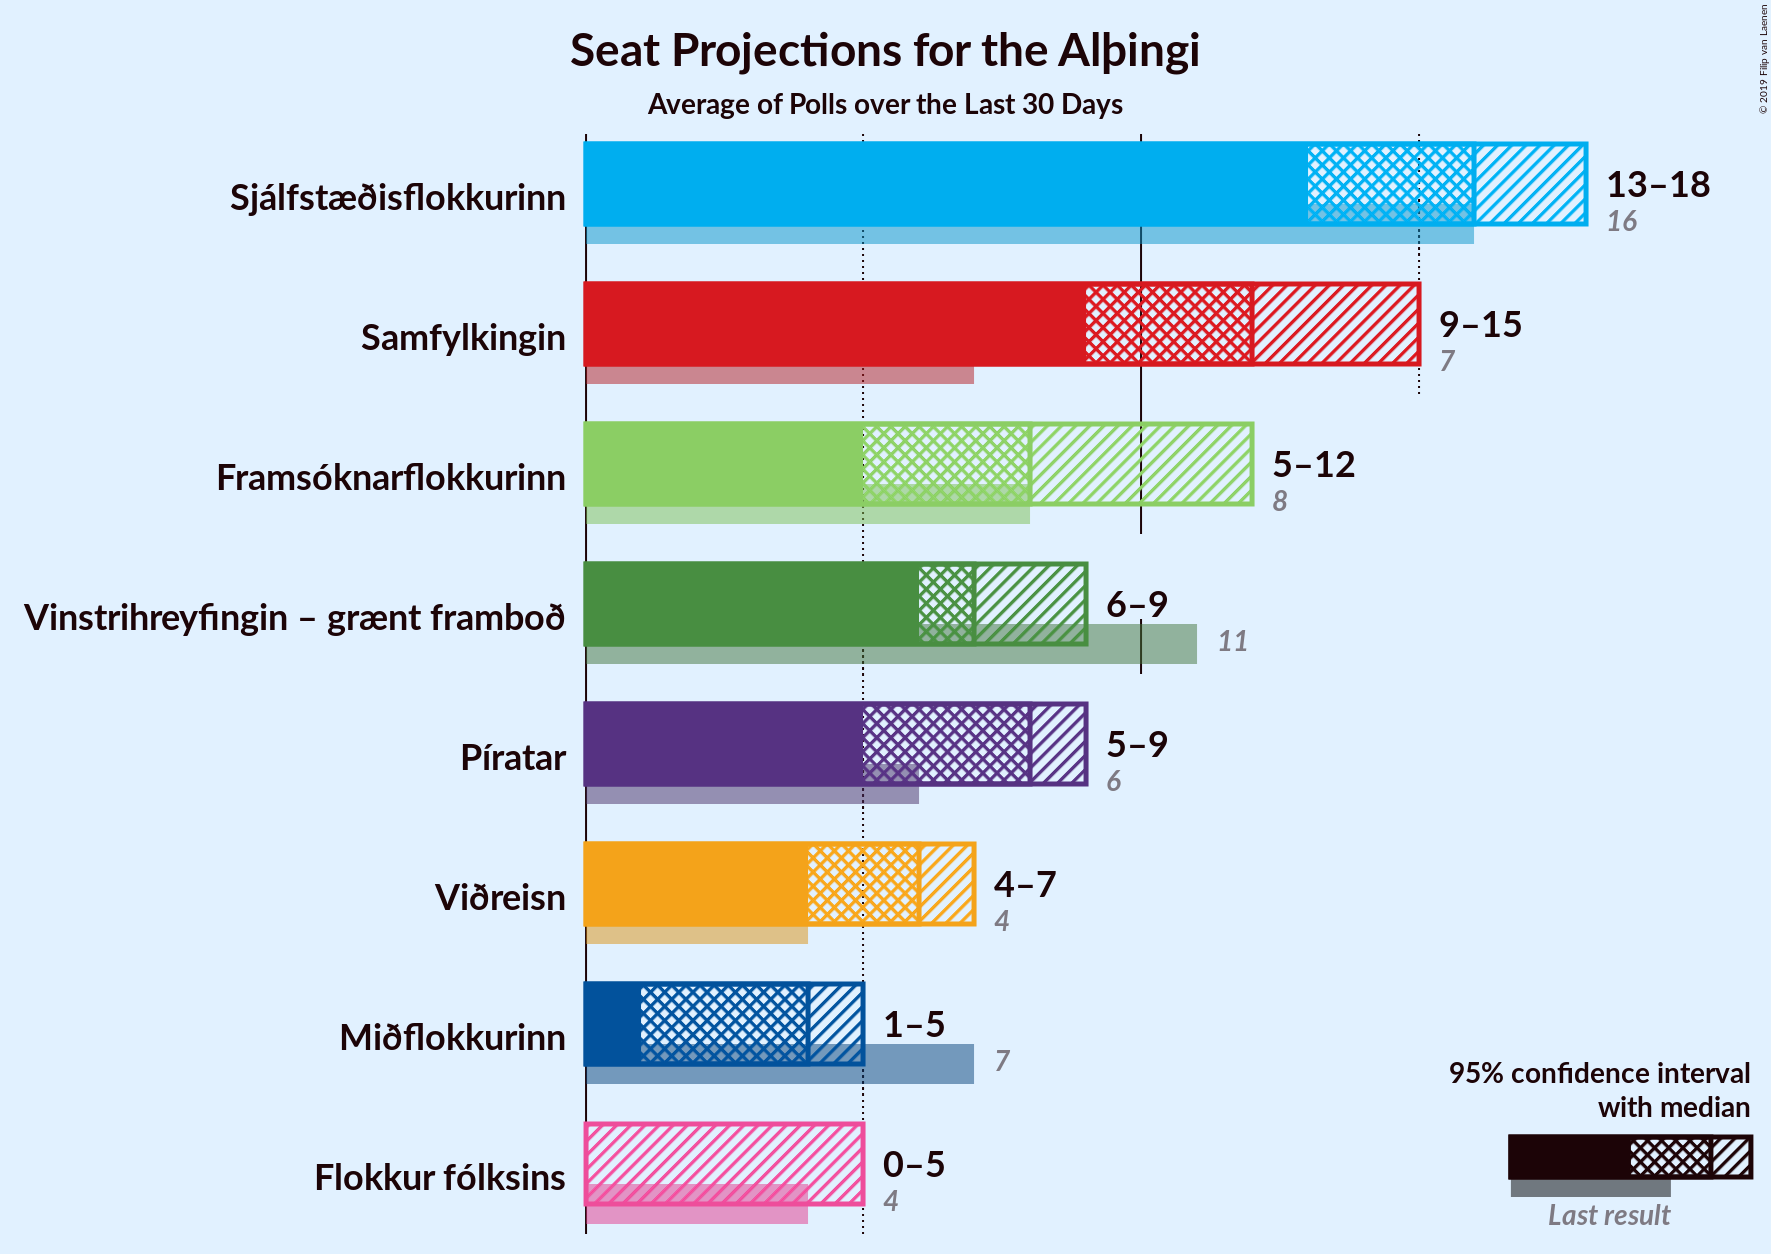 Seat Projections for the Alþingi
Average of Polls over the Last 30 Days
© 2019 Filip van Laenen
Sjálfstæðisflokkurinn
13–18
16
Samfylkingin
9–15
7
Framsóknarflokkurinn
5–12
8
Vinstrihreyfingin – grænt framboð
6–9
11
Píratar
5–9
6
Viðreisn
4–7
4
Miðflokkurinn
1–5
7
Flokkur fólksins
0–5
4
95% confidence interval
with median
Last result